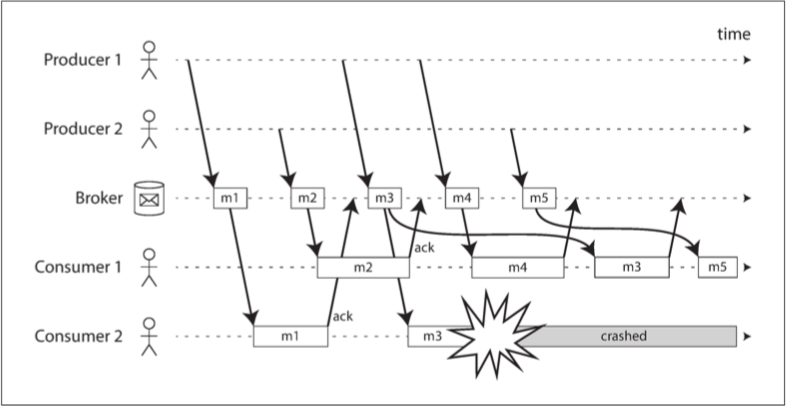 time
Producer 1
Producer 2
Broker
m1
m2
m3
m4
m5
ack
Consumer 1
m2
m4
m3
m5
ack
Consumer 2
m1
m3
crashed